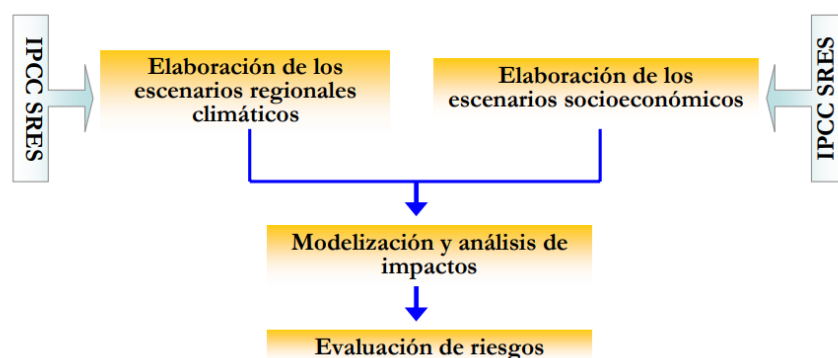 IPCC SRES
Elaboración de los
escenarios regionales
climáticos
Elaboración de los
escenarios socioeconómicos
IPCC SRES
Modelización y análisis de
impactos
Evaluación de riesgos